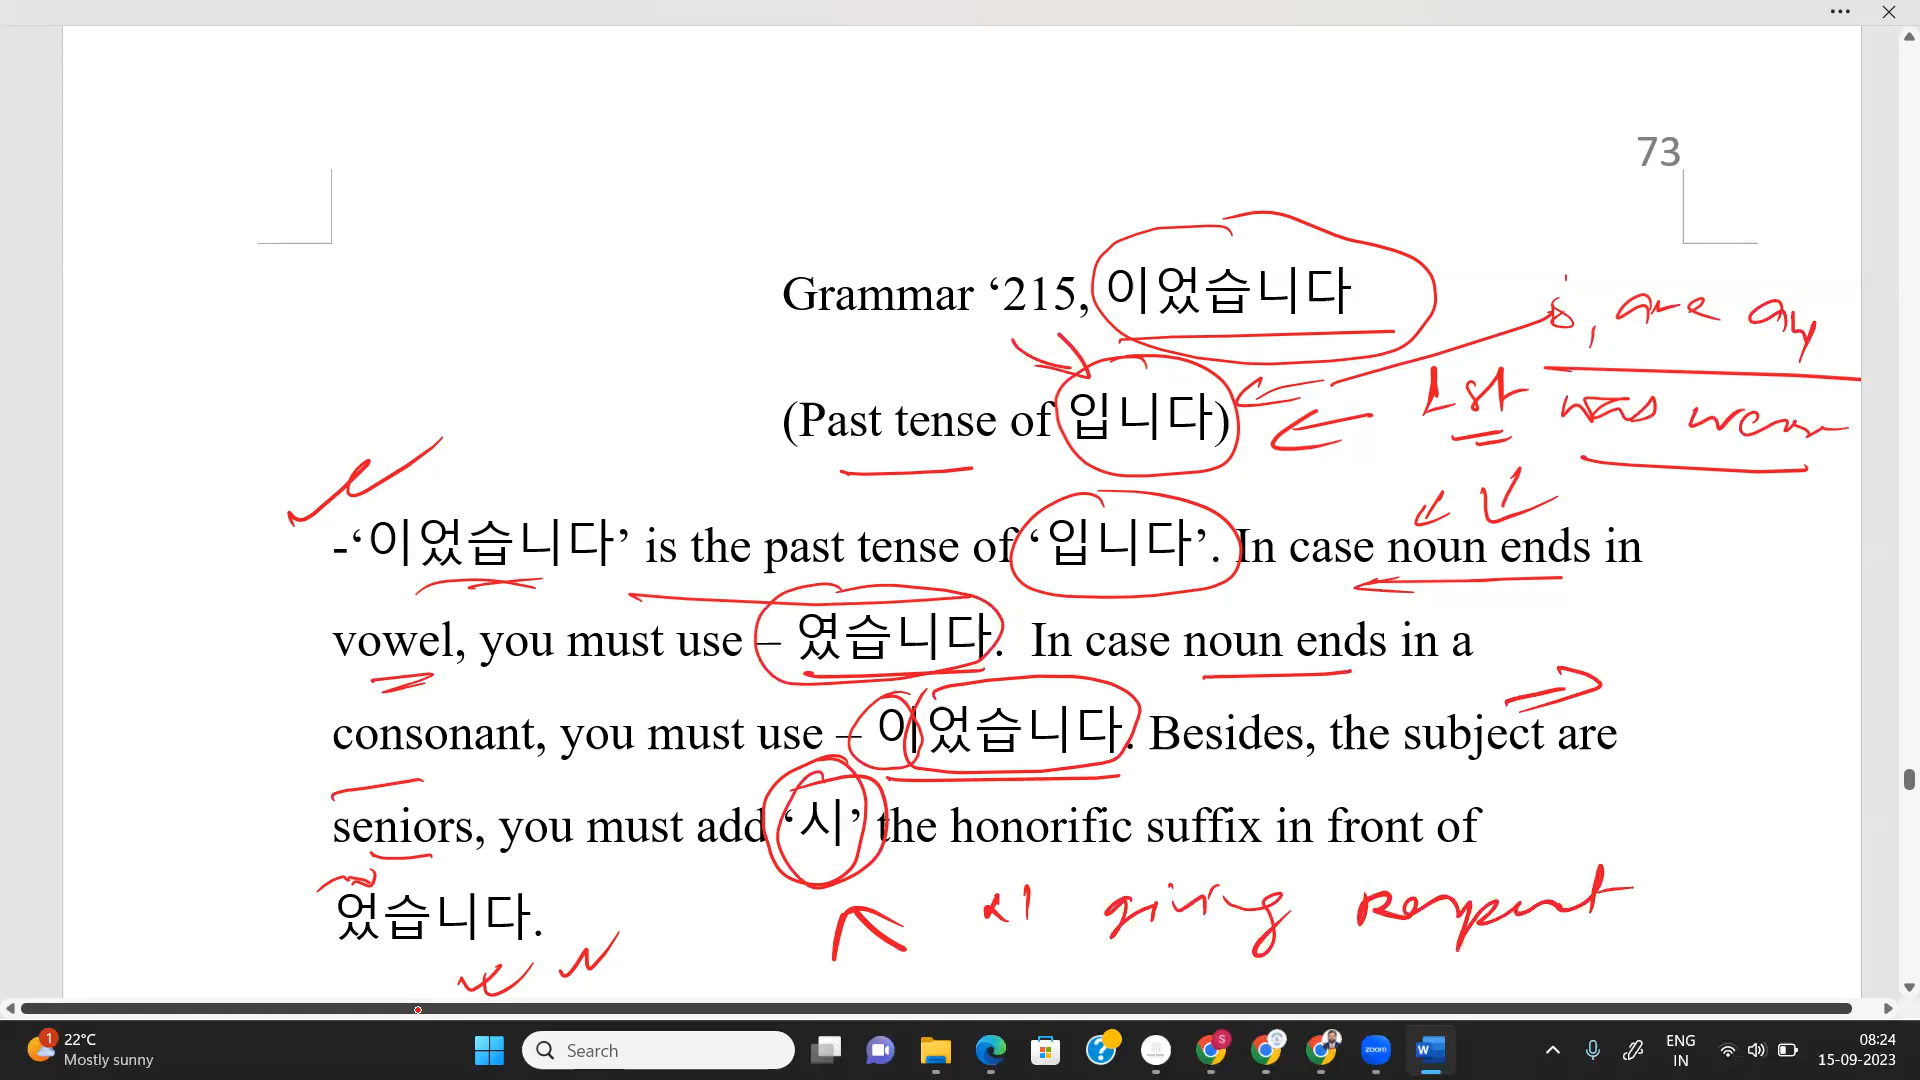 73
Grammar ‘215, 이었습니다
is, are am
(Past tense of 입니다)
1st was were
-‘이었습니다’ is the past tense of ‘입니다’. In case noun ends in
vowel, you must use – 였습니다. In case noun ends in a
consonant, you must use – 이었습니다. Besides, the subject are
seniors, you must add ‘시’ the honorific suffix in front of
었습니다.
시 giving respect
1
22°C
Mostly sunny
Search
zoom
W
S
ENG
IN
08:24
15-09-2023